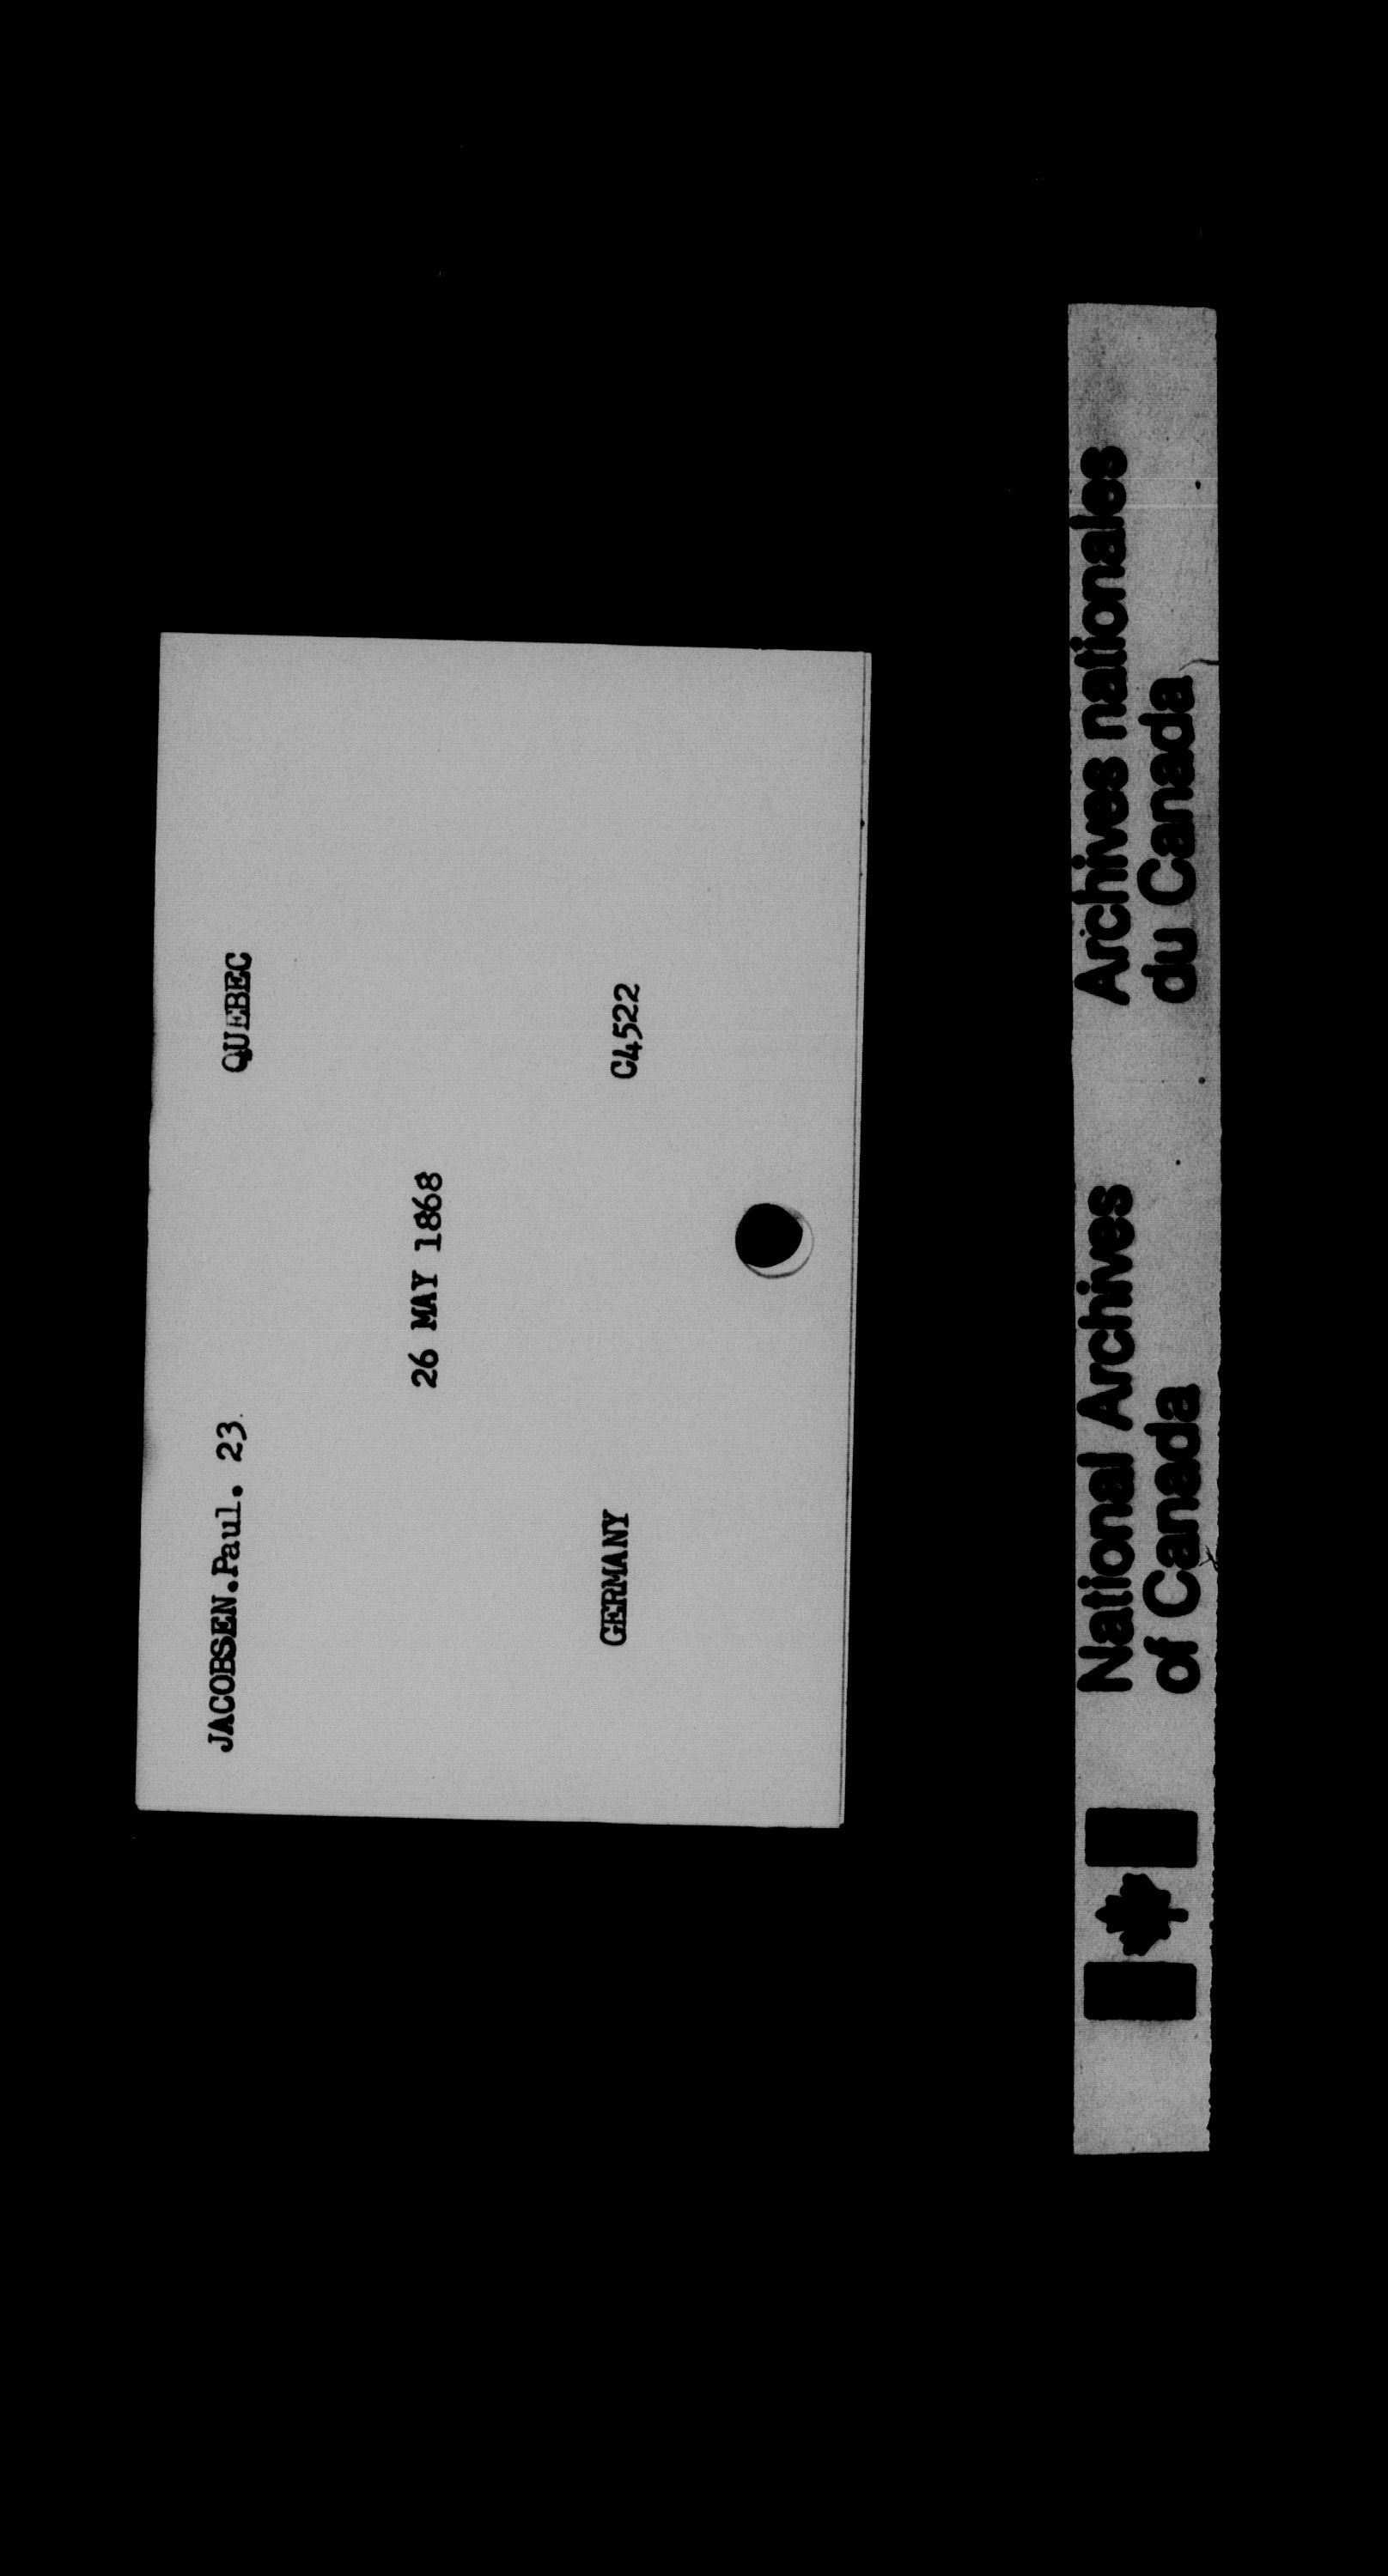 JACOBSEN.Paul. 23. QUEBEC
26 MAY 1868
GERMANY C4522
National Archives of Canada
Archives nationales du Canada